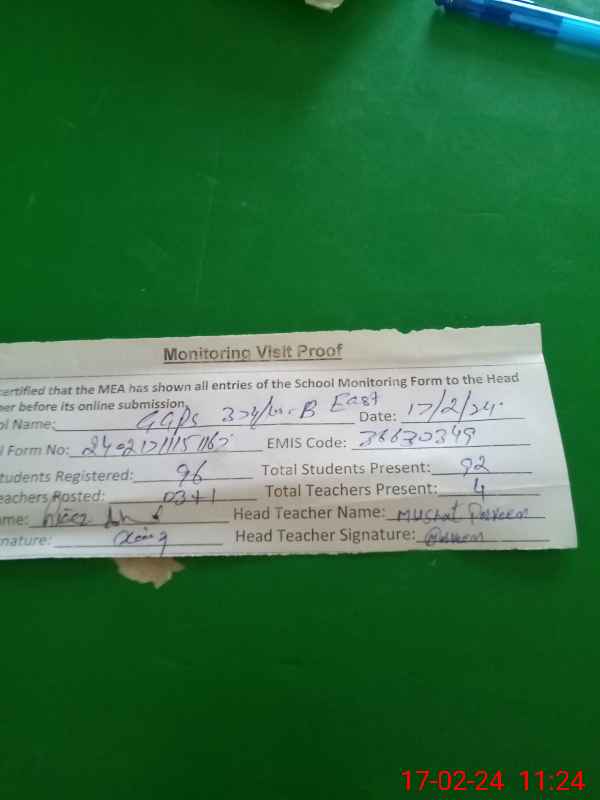 Monitoring Visit Proof
certified that the MEA has shown all entries of the School Monitoring Form to the Head
her before its online submission.
ol Name: GGPS East Date: 17/2/24
l Form No: EMIS Code: 36630349
tudents Registered: 96 Total Students Present: 92
eachers Posted: 03+1 Total Teachers Present: 4
ame: Head Teacher Name: Parveen
nature: Head Teacher Signature:
17-02-24 11:24